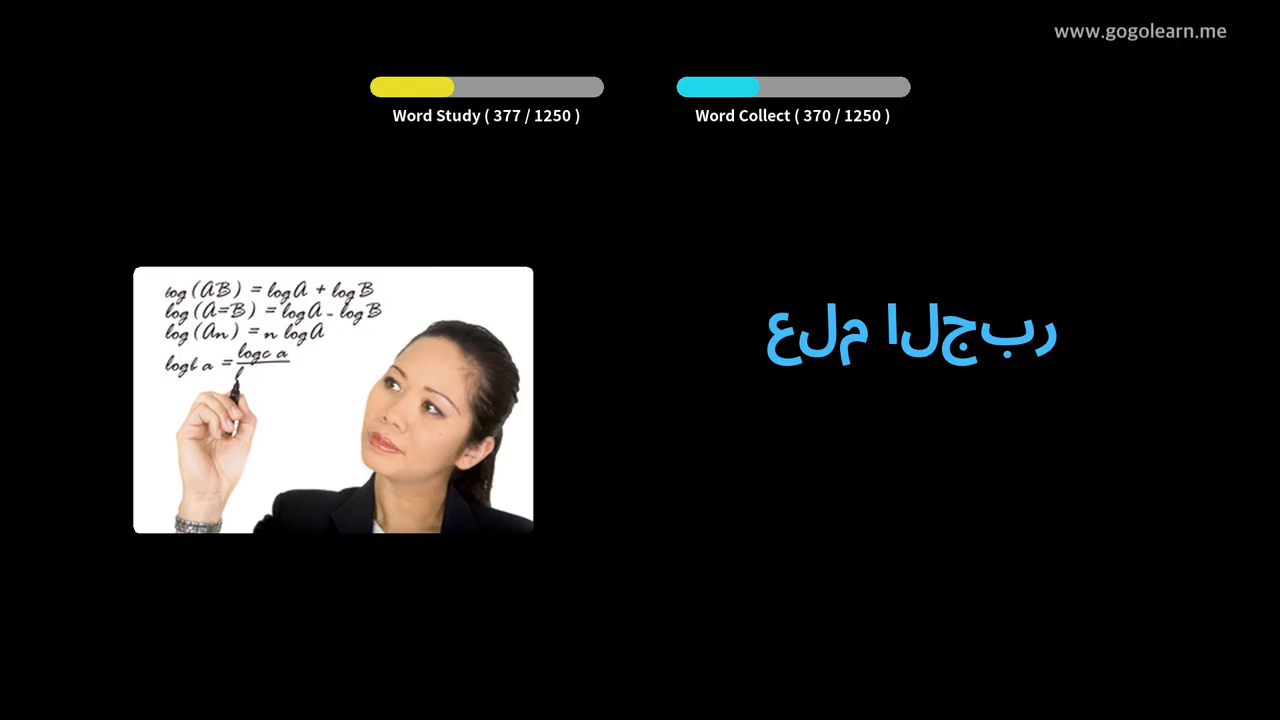 www.gogolearn.me
Word Study ( 377 / 1250 )
Word Collect ( 370 / 1250 )
log (AB) = logA + logB
log (A=B) = logA - logB
log (An) = n logA
logb a = logc a
علم الجبر